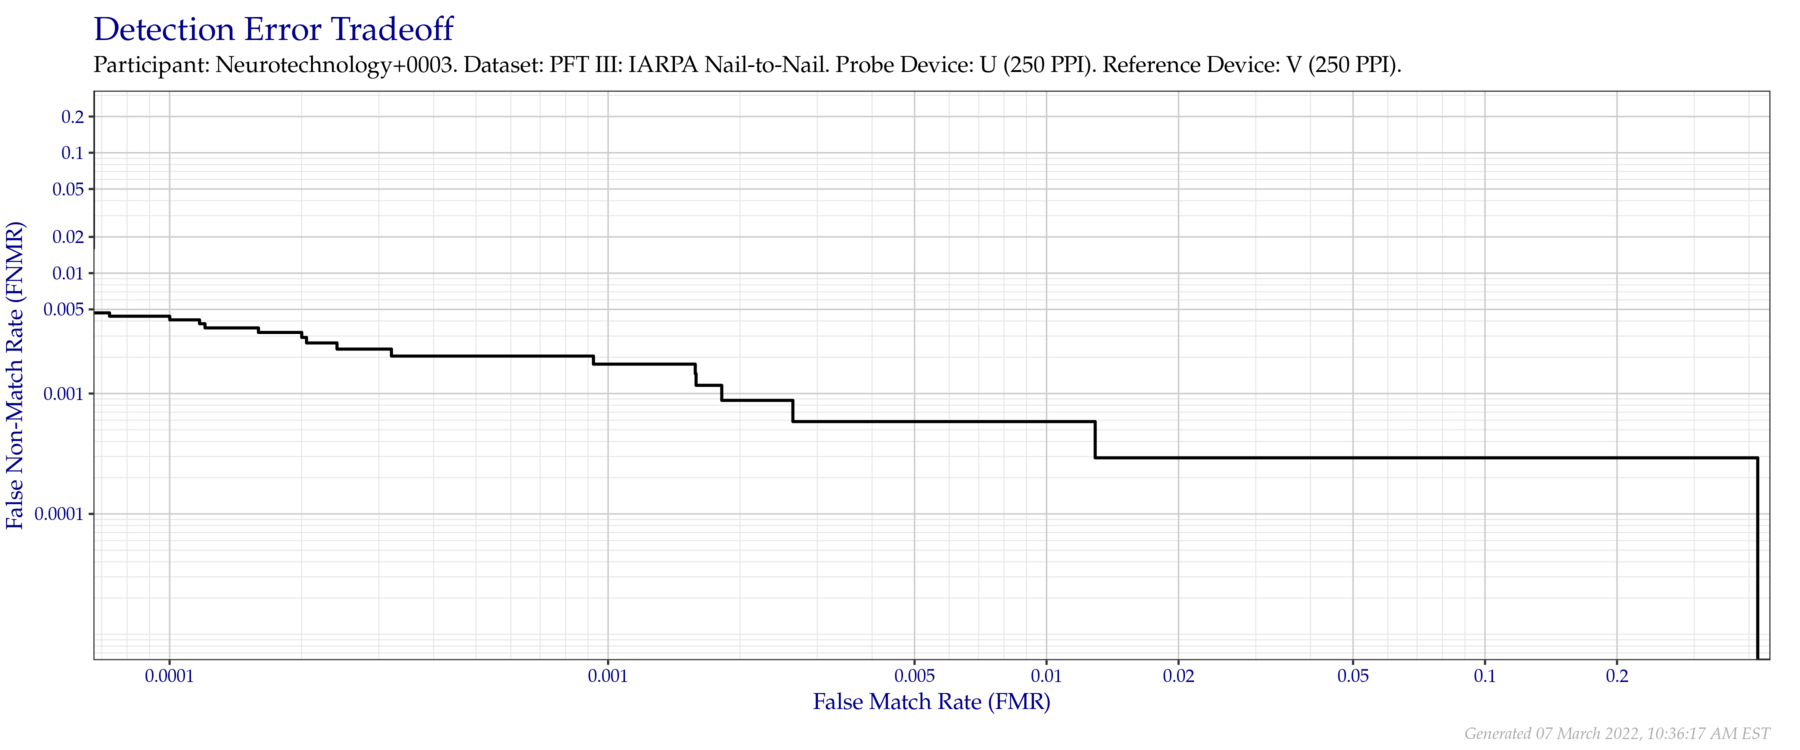 Detection Error Tradeoff
Participant: Neurotechnology+0003. Dataset: PFT III: IARPA Nail-to-Nail. Probe Device: U (250 PPI). Reference Device: V (250 PPI).
0.2
0.1
0.05
0.02
0.01
0.005
0.001
0.0001
False Non-Match Rate (FNMR)
0.0001 0.001 0.005 0.01 0.02 0.05 0.1 0.2
False Match Rate (FMR)
Generated 07 March 2022, 10:36:17 AM EST